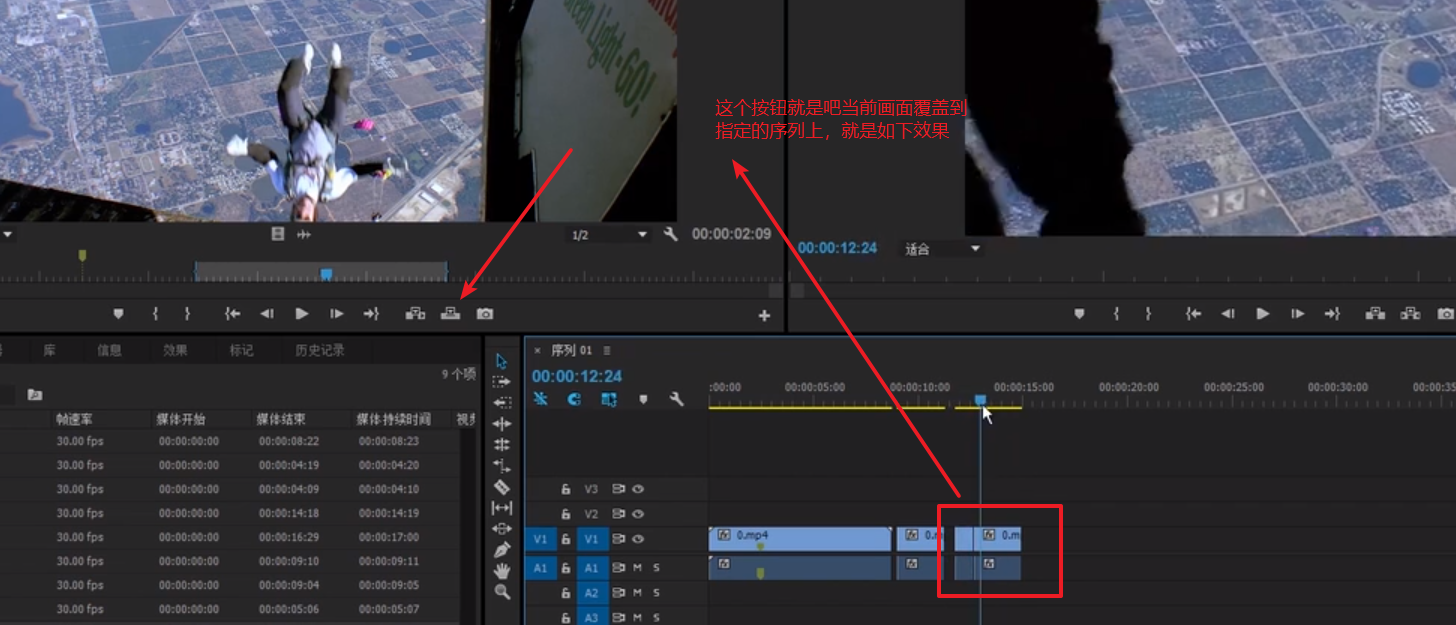 Green Light-GO!
这个按钮就是吧当前画面覆盖到
指定的序列上，就是如下效果
1/2
00:00:02:09
00:00:12:24
适合
库 信息 效果 标记 历史记录
9 个项
帧速率 媒体开始 媒体结束 媒体持续时间 视频
30.00 fps 00:00:00:00 00:00:08:22 00:00:08:23
30.00 fps 00:00:00:00 00:00:04:19 00:00:04:20
30.00 fps 00:00:00:00 00:00:04:09 00:00:04:10
30.00 fps 00:00:00:00 00:00:14:18 00:00:14:19
30.00 fps 00:00:00:00 00:00:16:29 00:00:17:00
30.00 fps 00:00:00:00 00:00:09:10 00:00:09:11
30.00 fps 00:00:00:00 00:00:09:04 00:00:09:05
30.00 fps 00:00:00:00 00:00:05:06 00:00:05:07
× 序列 01
00:00:12:24
:00:00 00:00:05:00 00:00:10:00 00:00:15:00 00:00:20:00 00:00:25:00 00:00:30:00 00:00:35
V3
V2
V1 V1 fx 0.mp4 fx 0.m fx 0.m
A1 A1 M S fx fx fx
A2 M S
A3 M S